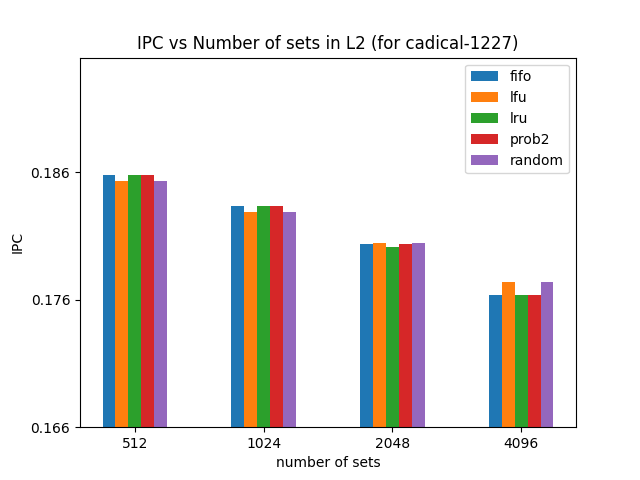 IPC vs Number of sets in L2 (for cadical-1227)
fifo
lfu
lru
prob2
random
0.186
0.176
0.166
IPC
512
1024
2048
4096
number of sets